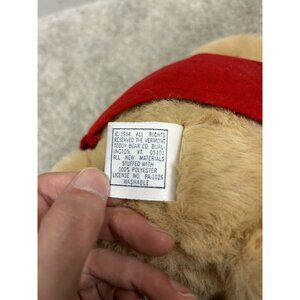 © 1984. ALL RIGHTS
RESERVED THE VERMONT
TEDDY BEAR CO. BURL-
INGTON, VT. 05401
ALL NEW MATERIALS
STUFFED WITH
100% POLYESTER
LICENSE NO. PA-1026
WASHABLE